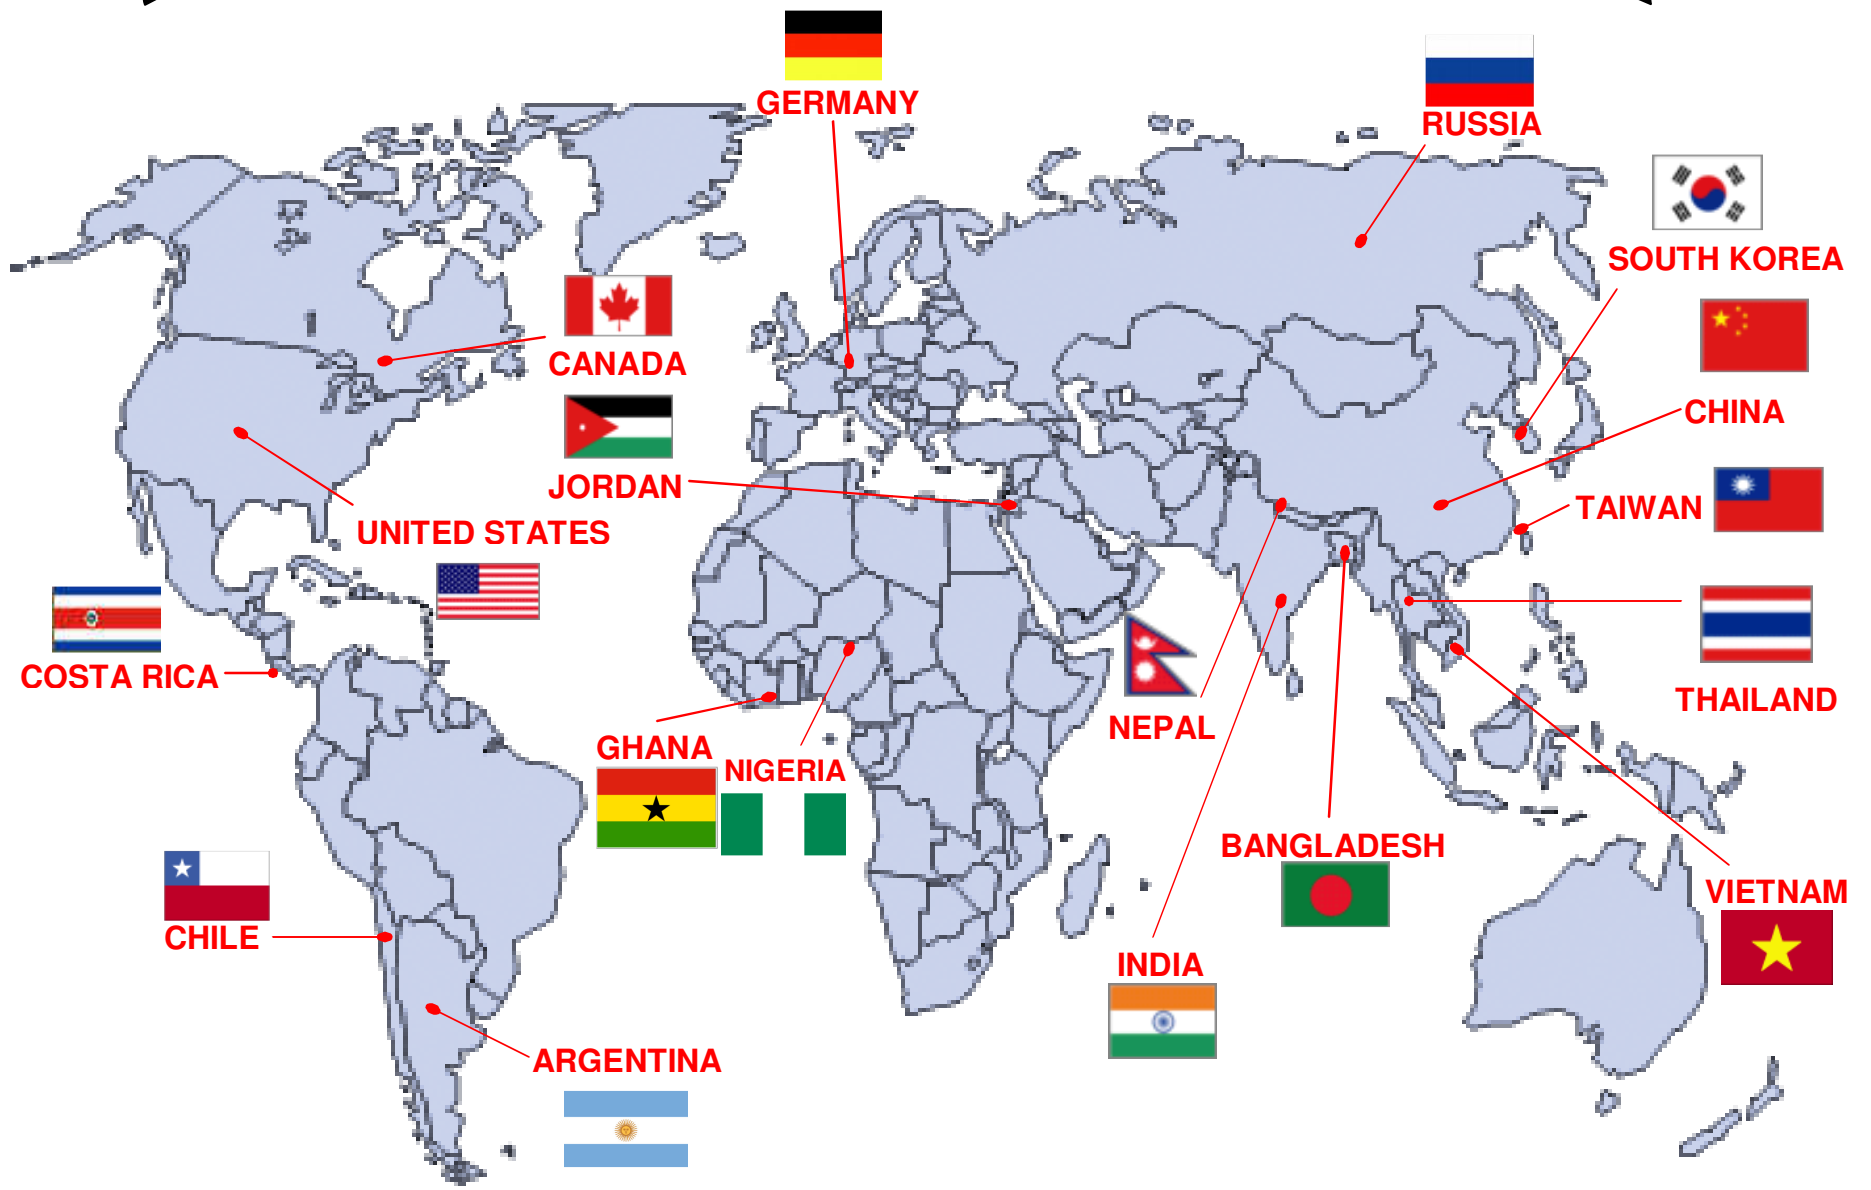 GERMANY
RUSSIA
SOUTH KOREA
CANADA
CHINA
JORDAN
TAIWAN
UNITED STATES
COSTA RICA
THAILAND
NEPAL
GHANA
NIGERIA
BANGLADESH
VIETNAM
CHILE
INDIA
ARGENTINA